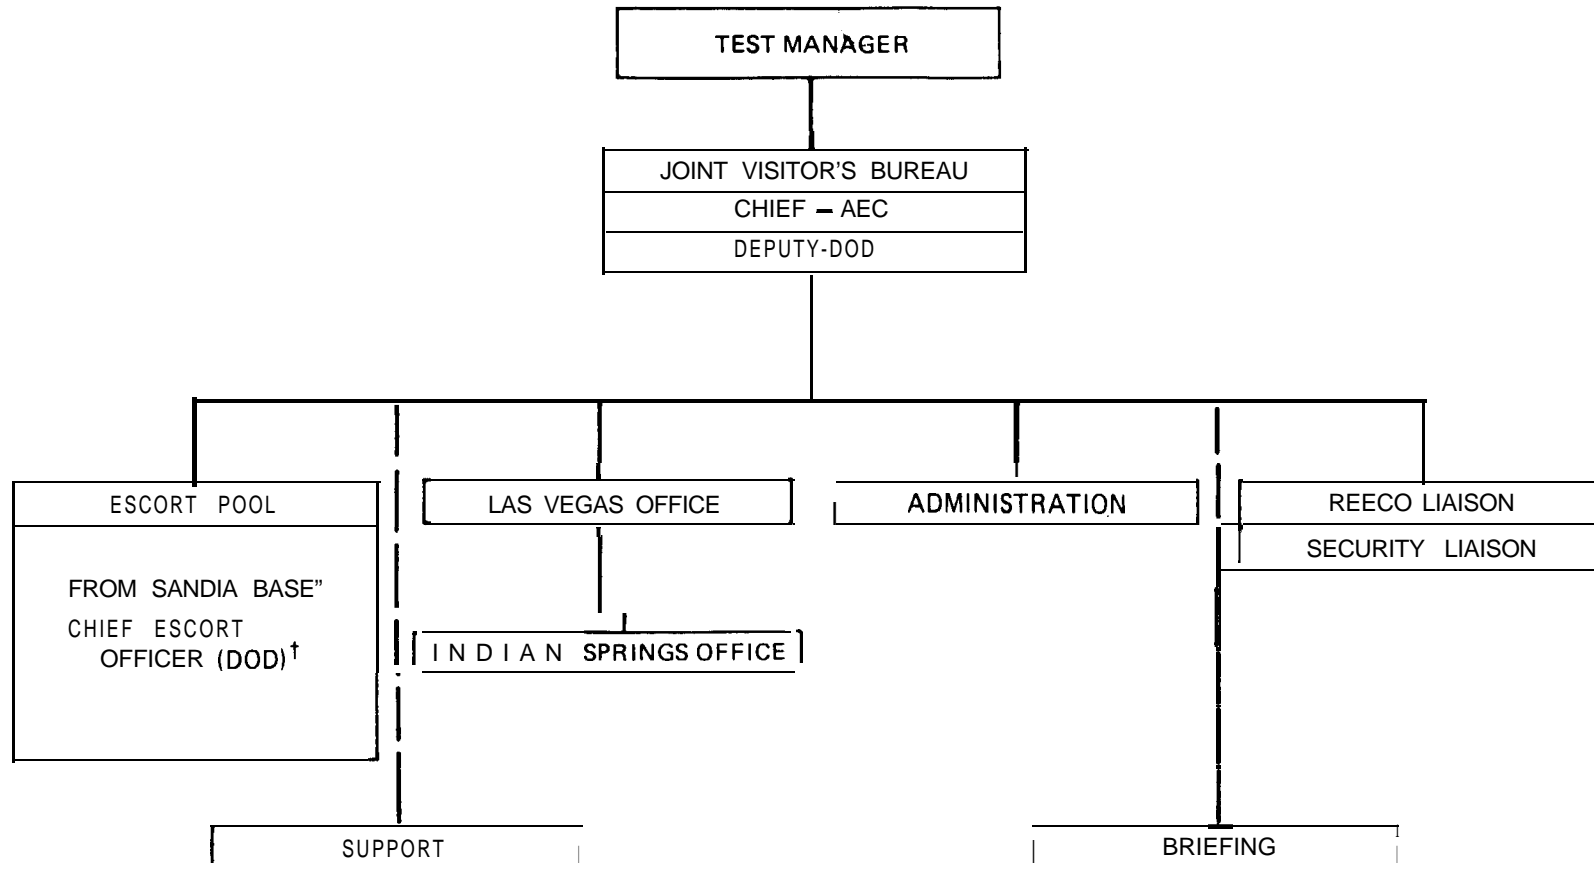 TEST MANAGER
JOINT VISITOR'S BUREAU
CHIEF – AEC
DEPUTY-DOD
ESCORT POOL
FROM SANDIA BASE”
CHIEF ESCORT
OFFICER (DOD)†
LAS VEGAS OFFICE
INDIAN SPRINGS OFFICE
ADMINISTRATION
REECO LIAISON
SECURITY LIAISON
SUPPORT
BRIEFING